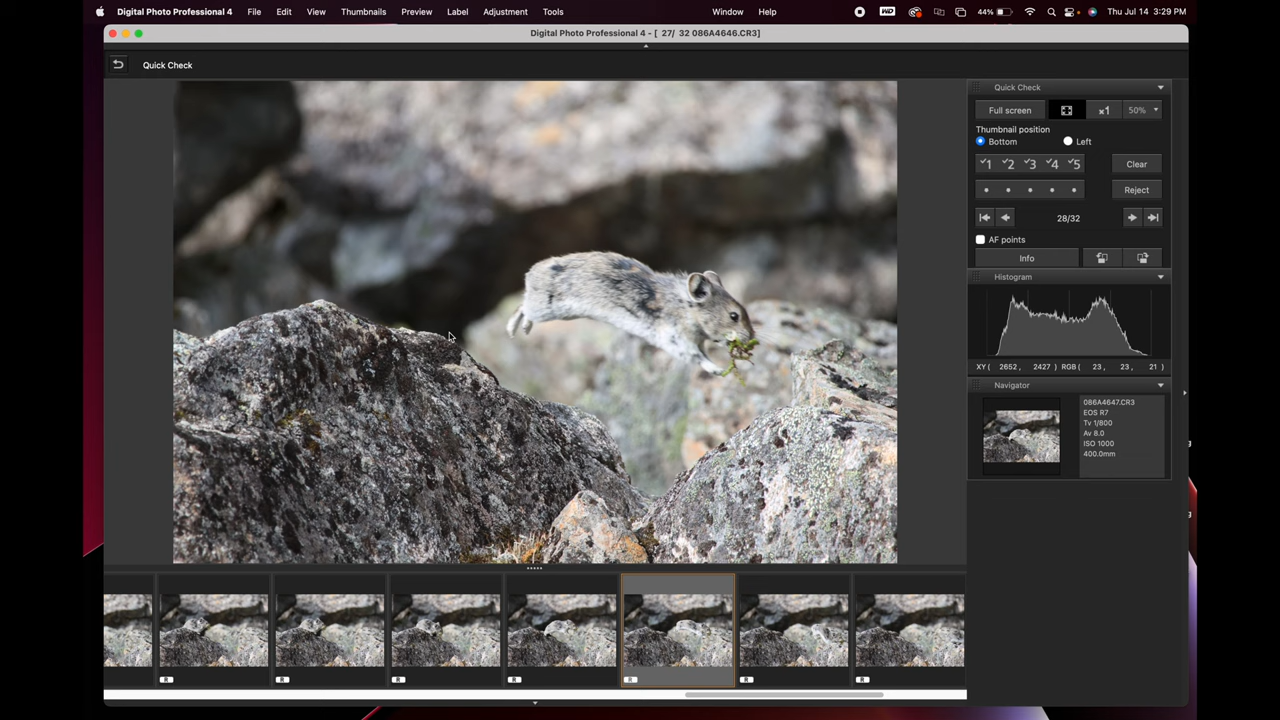 Digital Photo Professional 4 File Edit View Thumbnails Preview Label Adjustment Tools Window Help WD 44% Thu Jul 14 3:29 PM
Digital Photo Professional 4 - [ 27/ 32 086A4646.CR3]
Quick Check
Quick Check
Full screen x1 50%
Thumbnail position
Bottom Left
1 2 3 4 5 Clear
Reject
28/32
AF points
Info
Histogram
XY( 2652, 2427 ) RGB( 23, 23, 21 )
Navigator
086A4647.CR3
EOS R7
Tv 1/800
Av 8.0
ISO 1000
400.0mm
R R R R R R R